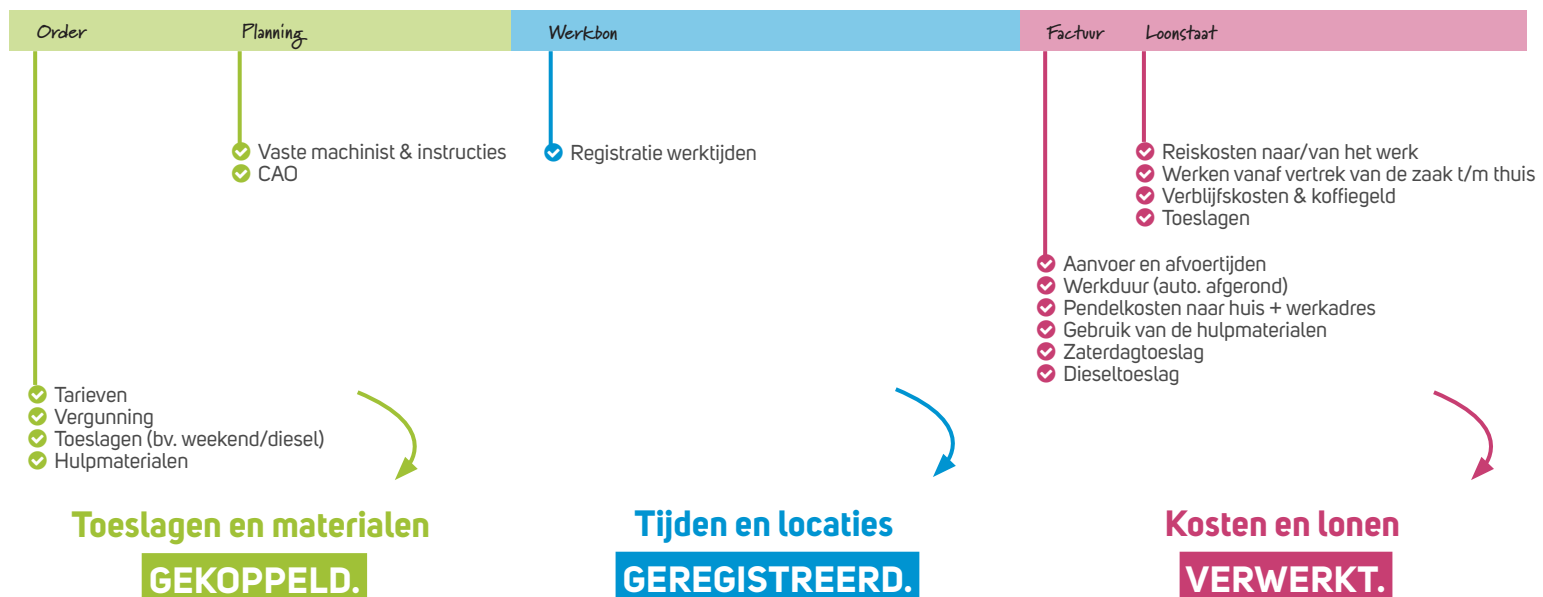 Order
Planning
Werkbon
Factuur
Loonstaat
Vaste machinist & instructies
CAO
Registratie werktijden
Reiskosten naar/van het werk
Werken vanaf vertrek van de zaak t/m thuis
Verblijfskosten & koffiegeld
Toeslagen
Aanvoer en afvoertijden
Werkduur (auto. afgerond)
Pendelkosten naar huis + werkadres
Gebruik van de hulpmaterialen
Zaterdagtoeslag
Dieseltoeslag
Tarieven
Vergunning
Toeslagen (bv. weekend/diesel)
Hulpmaterialen
Toeslagen en materialen
GEKOPPELD.
Tijden en locaties
GEREGISTREERD.
Kosten en lonen
VERWERKT.